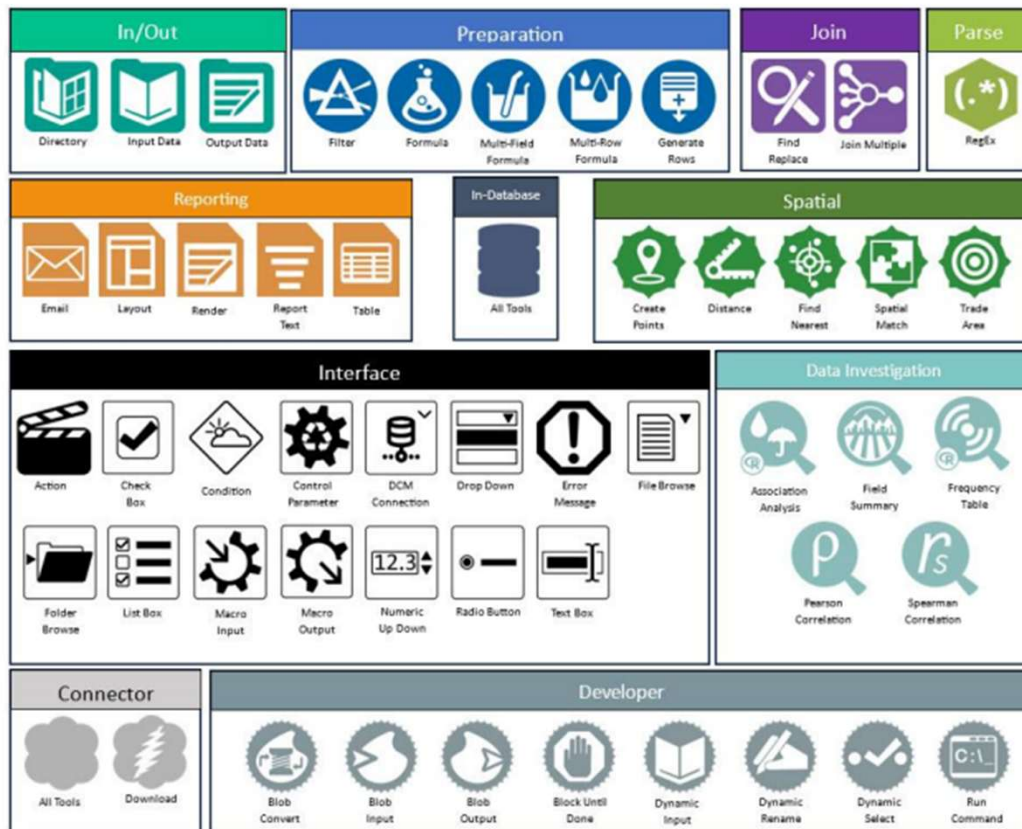 In/Out
Directory
Input Data
Output Data
Preparation
Filter
Formula
Multi-Field
Formula
Multi-Row
Formula
Generate
Rows
Join
Find
Replace
Join Multiple
Parse
(.*)
RegEx
Reporting
Email
Layout
Render
Report
Text
Table
In-Database
All Tools
Spatial
Create
Points
Distance
Find
Nearest
Spatial
Match
Trade
Area
Interface
Action
Check
Box
Condition
Control
Parameter
DCM
Connection
Drop Down
Error
Message
File Browse
Folder
Browse
List Box
Macro
Input
Macro
Output
12.3
Numeric
Up Down
Radio Button
Text Box
Data Investigation
R
Association
Analysis
Field
Summary
R
Frequency
Table
ρ
Pearson
Correlation
rs
Spearman
Correlation
Connector
All Tools
Download
Developer
Blob
Convert
Blob
Input
Blob
Output
Block Until
Done
Dynamic
Input
Dynamic
Rename
Dynamic
Select
C:\_
Run
Command